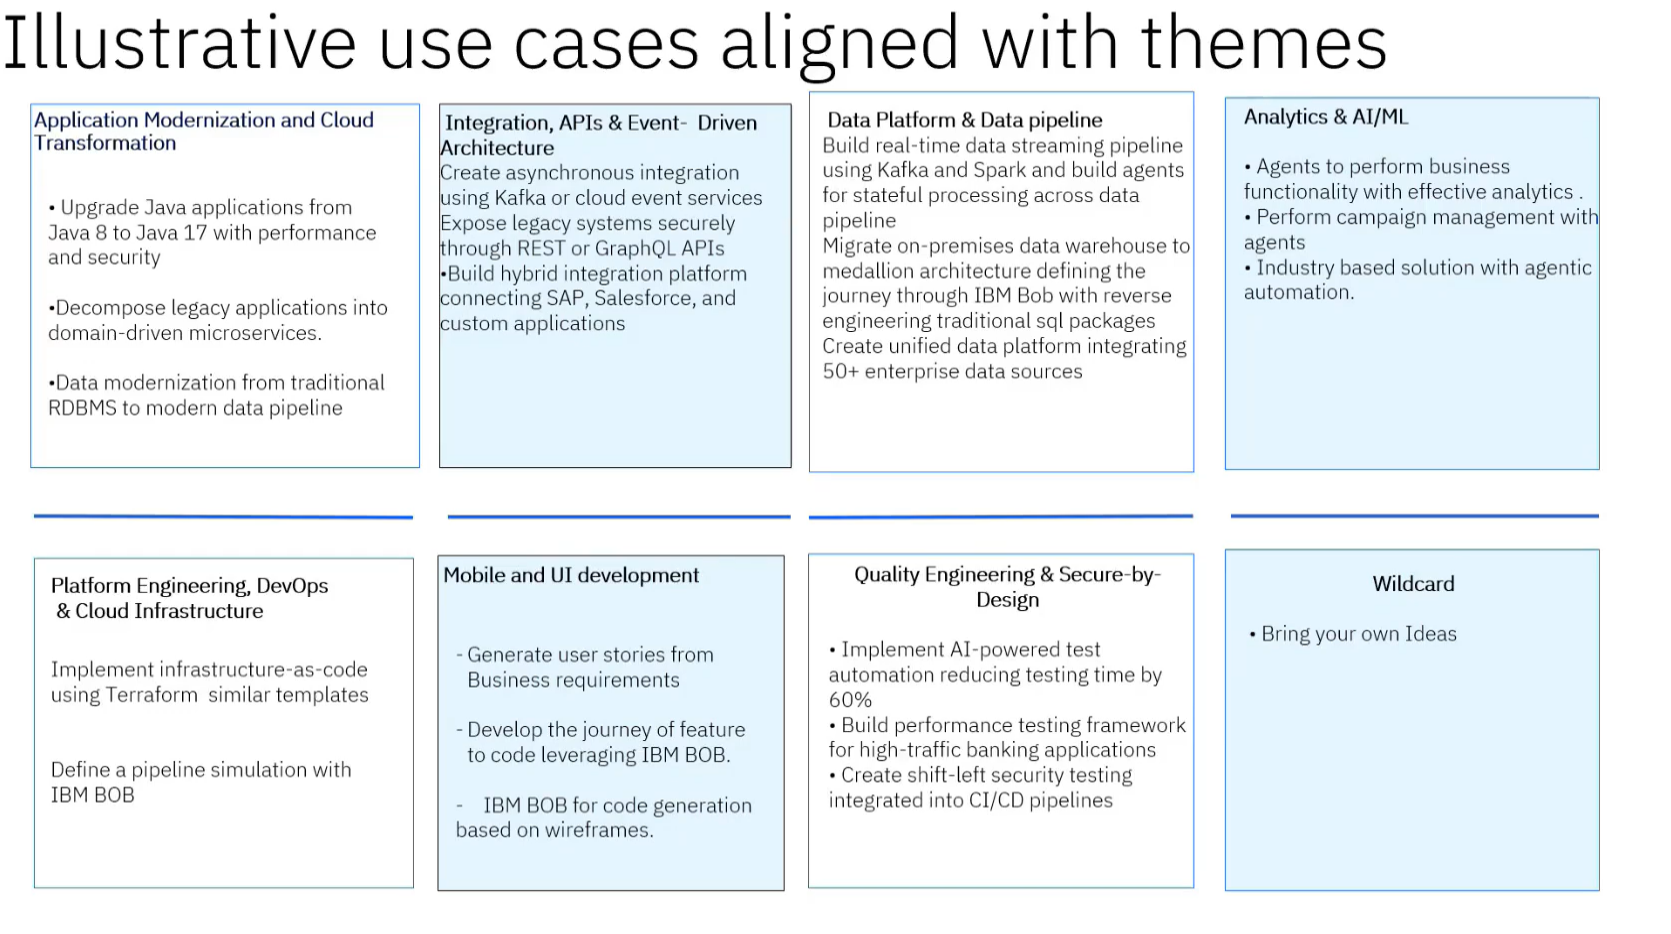 Illustrative use cases aligned with themes
Application Modernization and Cloud
Transformation
• Upgrade Java applications from
Java 8 to Java 17 with performance
and security
•Decompose legacy applications into
domain-driven microservices.
•Data modernization from traditional
RDBMS to modern data pipeline
Integration, APIs & Event- Driven
Architecture
Create asynchronous integration
using Kafka or cloud event services
Expose legacy systems securely
through REST or GraphQL APIs
•Build hybrid integration platform
connecting SAP, Salesforce, and
custom applications
Data Platform & Data pipeline
Build real-time data streaming pipeline
using Kafka and Spark and build agents
for stateful processing across data
pipeline
Migrate on-premises data warehouse to
medallion architecture defining the
journey through IBM Bob with reverse
engineering traditional sql packages
Create unified data platform integrating
50+ enterprise data sources
Analytics & AI/ML
• Agents to perform business
functionality with effective analytics .
• Perform campaign management with
agents
• Industry based solution with agentic
automation.
Platform Engineering, DevOps
& Cloud Infrastructure
Implement infrastructure-as-code
using Terraform similar templates
Define a pipeline simulation with
IBM BOB
Mobile and UI development
- Generate user stories from
Business requirements
- Develop the journey of feature
to code leveraging IBM BOB.
- IBM BOB for code generation
based on wireframes.
Quality Engineering & Secure-by-
Design
• Implement AI-powered test
automation reducing testing time by
60%
• Build performance testing framework
for high-traffic banking applications
• Create shift-left security testing
integrated into CI/CD pipelines
Wildcard
• Bring your own Ideas